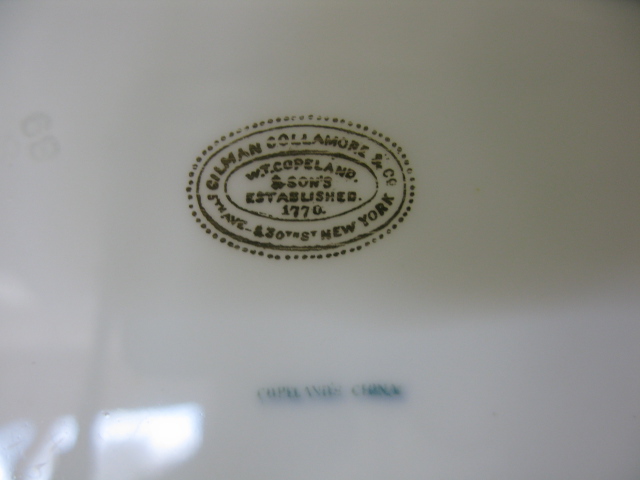 GILMAN COLLAMORE & CO
W.T. COPELAND.
& SON'S
ESTABLISHED.
1770.
5TH AVE. & 30TH ST NEW YORK
COPELAND'S CHINA